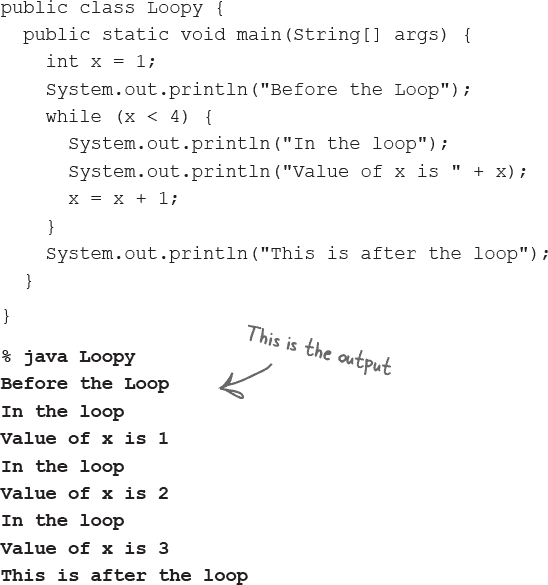 public class Loopy {
  public static void main(String[] args) {
    int x = 1;
    System.out.println("Before the Loop");
    while (x < 4) {
      System.out.println("In the loop");
      System.out.println("Value of x is " + x);
      x = x + 1;
    }
    System.out.println("This is after the loop");
  }
}
% java Loopy
This is the output
Before the Loop
In the loop
Value of x is 1
In the loop
Value of x is 2
In the loop
Value of x is 3
This is after the loop